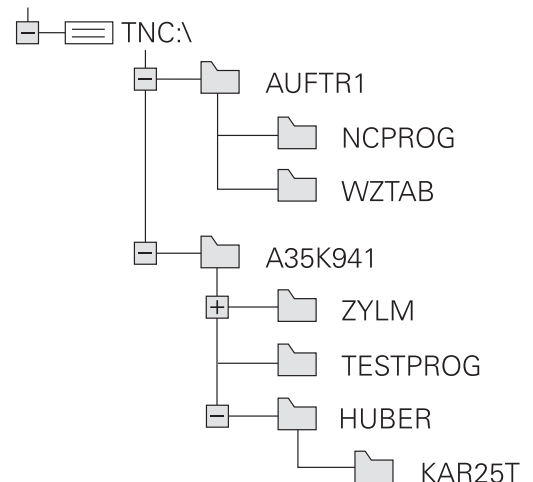 TNC:\
AUFTR1
NCPROG
WZTAB
A35K941
ZYLM
TESTPROG
HUBER
KAR25T